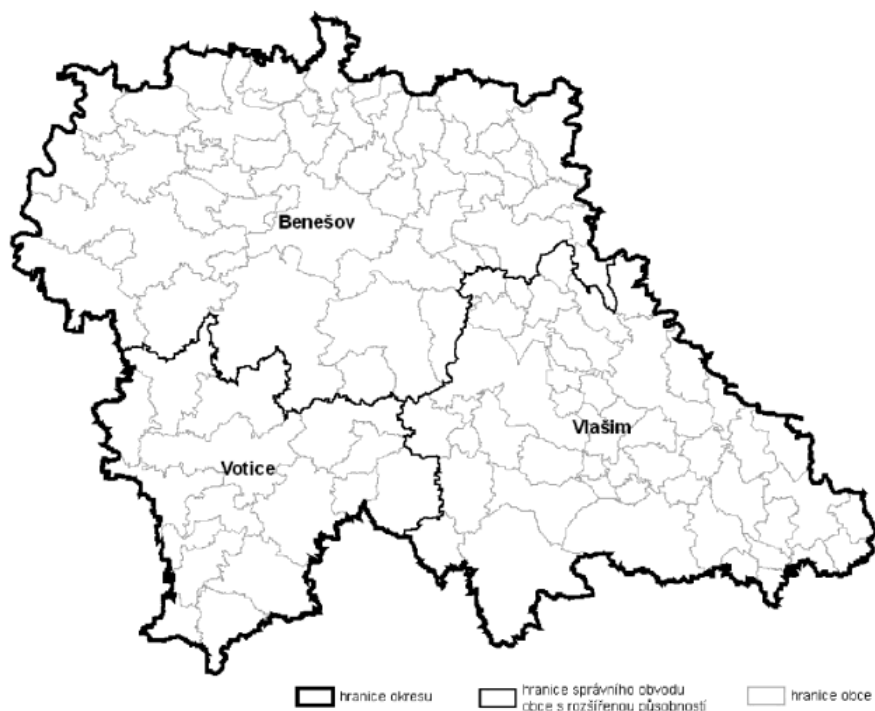 Benešov
Vlašim
Votice
hranice okresu
hranice správního obvodu
obce s rozšířenou působností
hranice obce